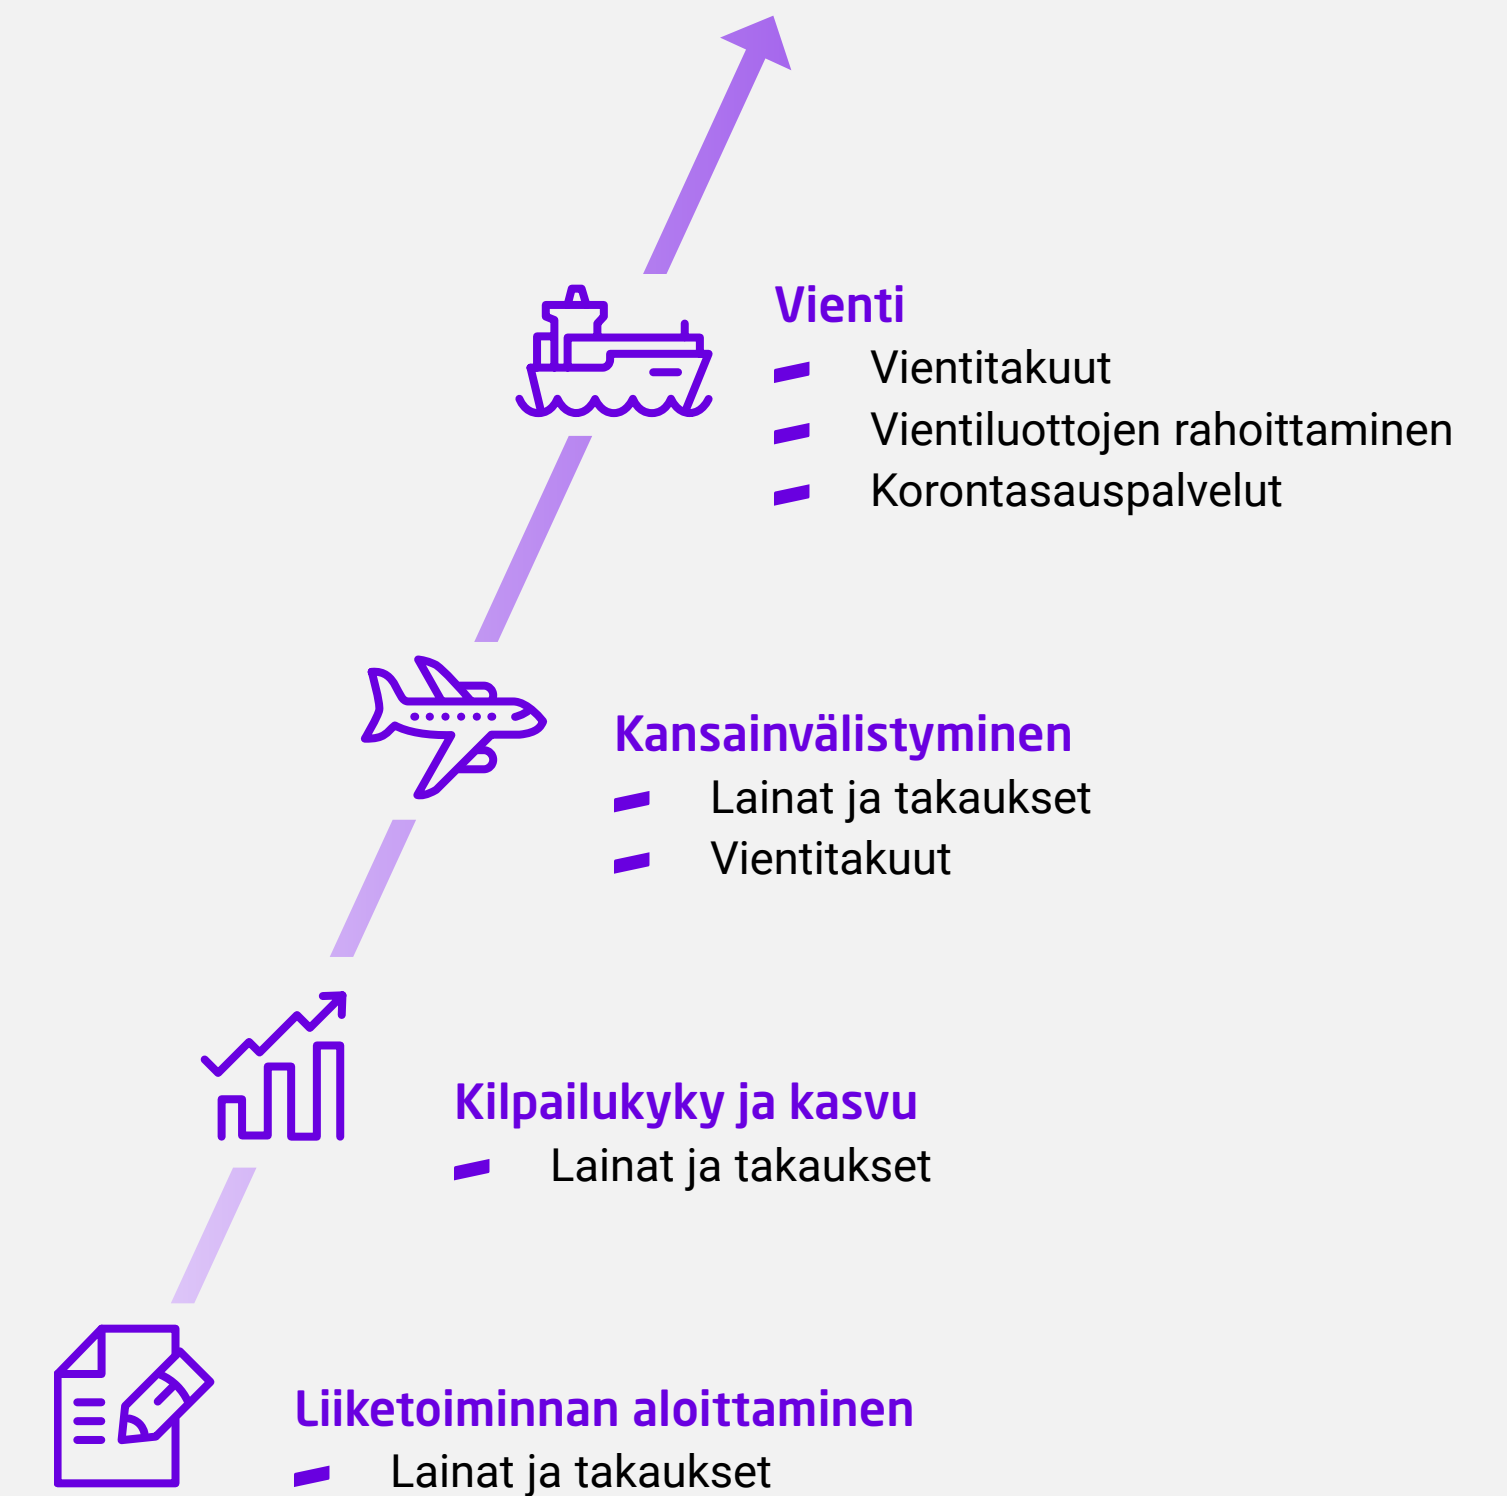 Vienti
Vientitakuut
Vientiluottojen rahoittaminen
Korontasauspalvelut
Kansainvälistyminen
Lainat ja takaukset
Vientitakuut
Kilpailukyky ja kasvu
Lainat ja takaukset
Liiketoiminnan aloittaminen
Lainat ja takaukset